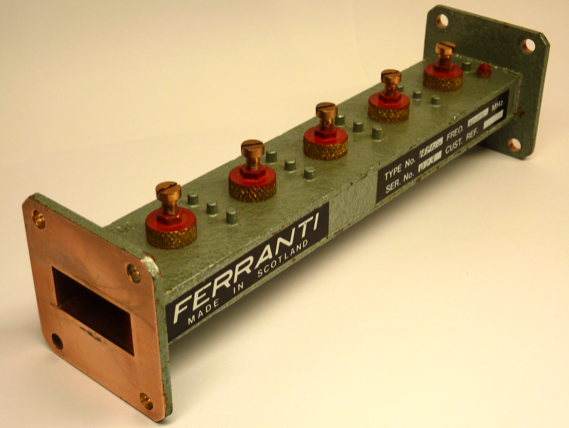 FERRANTI
MADE IN SCOTLAND
TYPE No. FREQ. MHz
SER. No. CUST. REF.